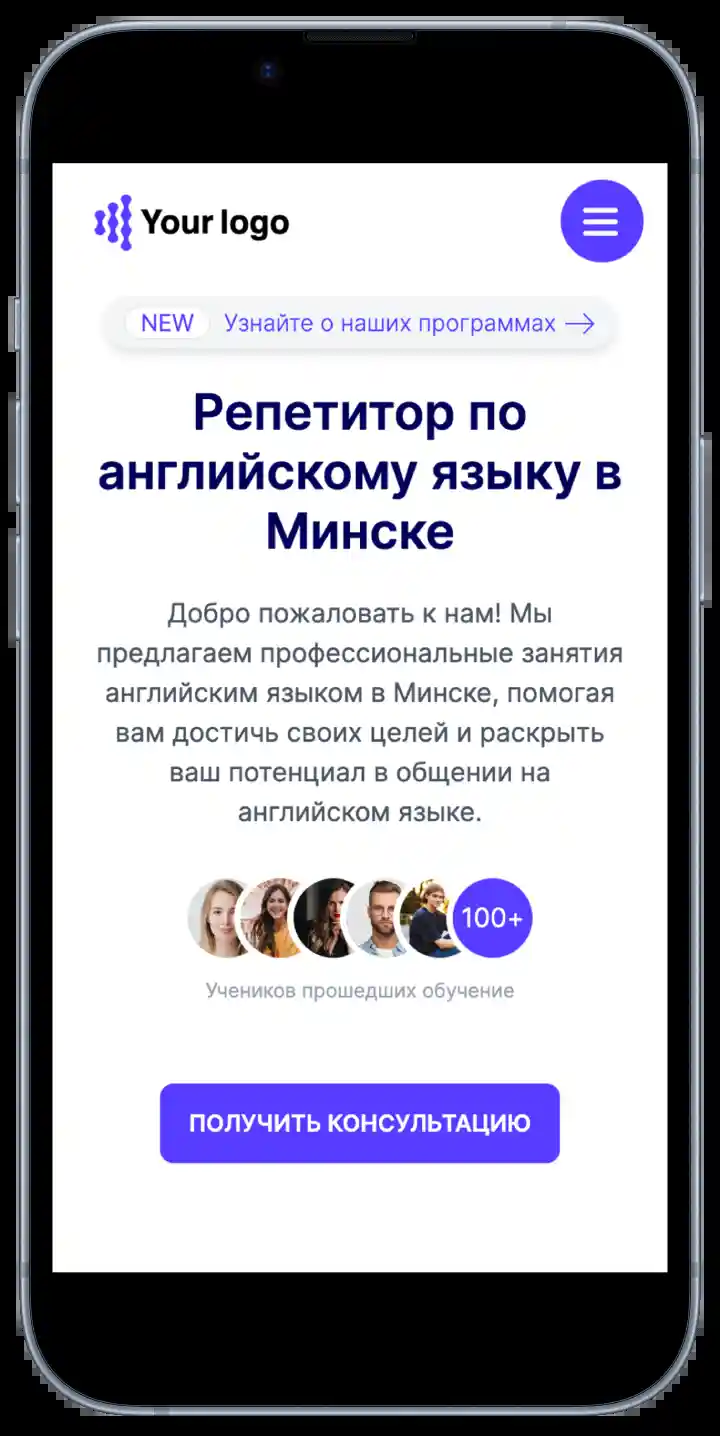 Your logo
NEW Узнайте о наших программах →
Репетитор по
английскому языку в
Минске
Добро пожаловать к нам! Мы
предлагаем профессиональные занятия
английским языком в Минске, помогая
вам достичь своих целей и раскрыть
ваш потенциал в общении на
английском языке.
100+
Учеников прошедших обучение
ПОЛУЧИТЬ КОНСУЛЬТАЦИЮ